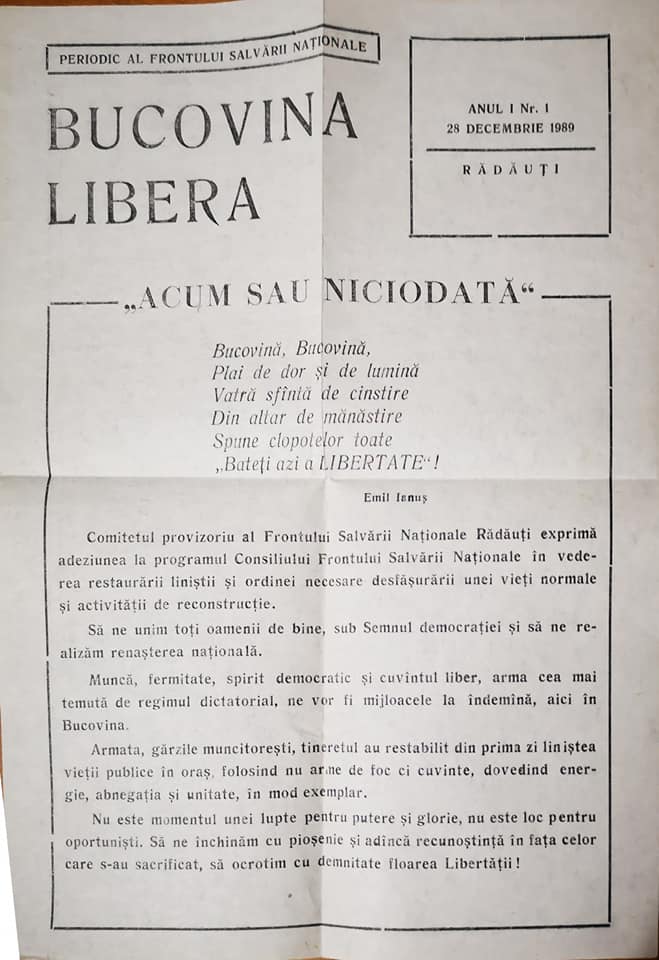 PERIODIC AL FRONTULUI SALVĂRII NAȚIONALE
BUCOVINA
LIBERA
ANUL I Nr. 1
28 DECEMBRIE 1989
RĂDĂUȚI
„ACUM SAU NICIODATĂ“
Bucovină, Bucovină,
Plai de dor și de lumină
Vatră sfîntă de cinstire
Din altar de mănăstire
Spune clopotelor toate
„Bateți azi a LIBERTATE“!
Emil Ianuș
Comitetul provizoriu al Frontului Salvării Naționale Rădăuți exprimă
adeziunea la programul Consiliului Frontului Salvării Naționale în vede-
rea restaurării liniștii și ordinei necesare desfășurării unei vieți normale
și activității de reconstrucție.
Să ne unim toți oamenii de bine, sub Semnul democrației și să ne re-
alizăm renașterea națională.
Muncă, fermitate, spirit democratic și cuvîntul liber, arma cea mai
temută de regimul dictatorial, ne vor fi mijloacele la îndemînă, aici în
Bucovina.
Armata, gărzile muncitorești, tineretul au restabilit din prima zi liniștea
vieții publice în oraș, folosind nu arme de foc ci cuvinte, dovedind ener-
gie, abnegația și unitate, în mod exemplar.
Nu este momentul unei lupte pentru putere și glorie, nu este loc pentru
oportuniști. Să ne închinăm cu pioșenie și adîncă recunoștință în fața celor
care s-au sacrificat, să ocrotim cu demnitate floarea Libertății!